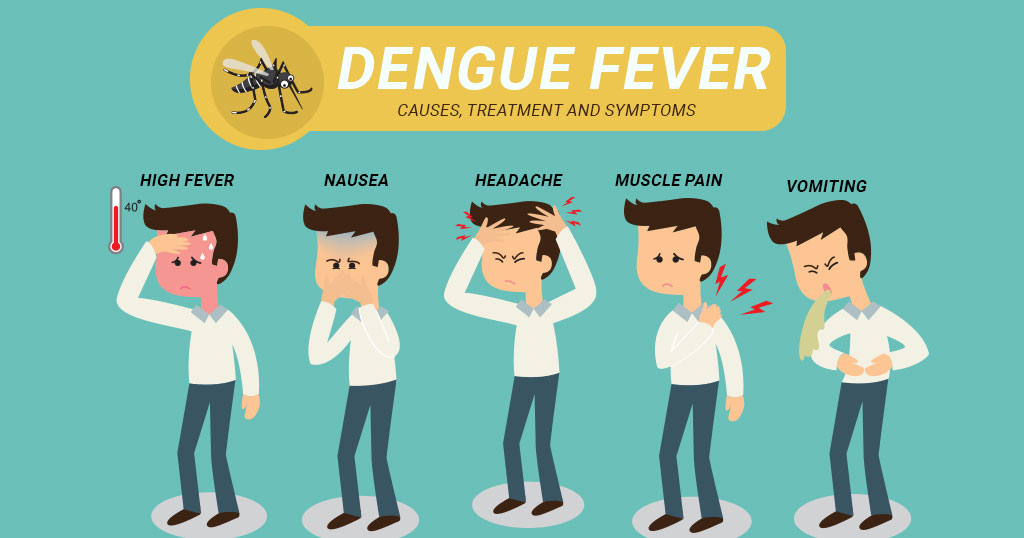 DENGUE FEVER
CAUSES, TREATMENT AND SYMPTOMS
HIGH FEVER
NAUSEA
HEADACHE
MUSCLE PAIN
VOMITING
40°